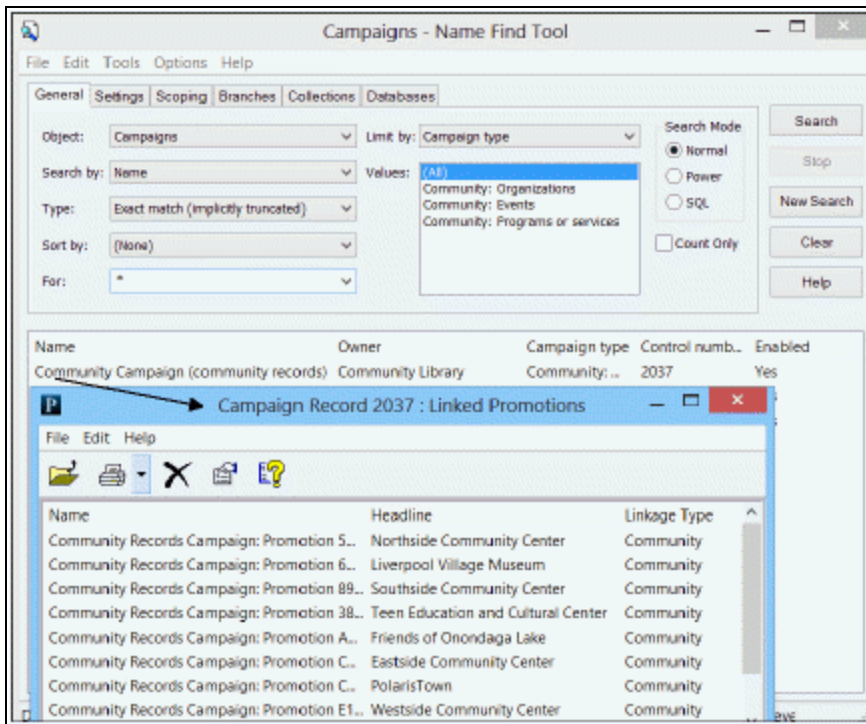 Campaigns - Name Find Tool
File Edit Tools Options Help
General Settings Scoping Branches Collections Databases
Object: Campaigns Limit by: Campaign type Search Mode Search
Search by: Name Values: (All) Normal Stop
Community: Organizations Power
Type: Exact match (implicitly truncated) Community: Events SQL New Search
Community: Programs or services
Sort by: (None) Count Only Clear
For: * Help
Name Owner Campaign type Control numb... Enabled
Community Campaign (community records) Community Library Community: ... 2037 Yes
Campaign Record 2037 : Linked Promotions
File Edit Help
Name Headline Linkage Type
Community Records Campaign: Promotion 5... Northside Community Center Community
Community Records Campaign: Promotion 6... Liverpool Village Museum Community
Community Records Campaign: Promotion 89... Southside Community Center Community
Community Records Campaign: Promotion 38... Teen Education and Cultural Center Community
Community Records Campaign: Promotion A... Friends of Onondaga Lake Community
Community Records Campaign: Promotion C... Eastside Community Center Community
Community Records Campaign: Promotion C... PolarisTown Community
Community Records Campaign: Promotion E1... Westside Community Center Community